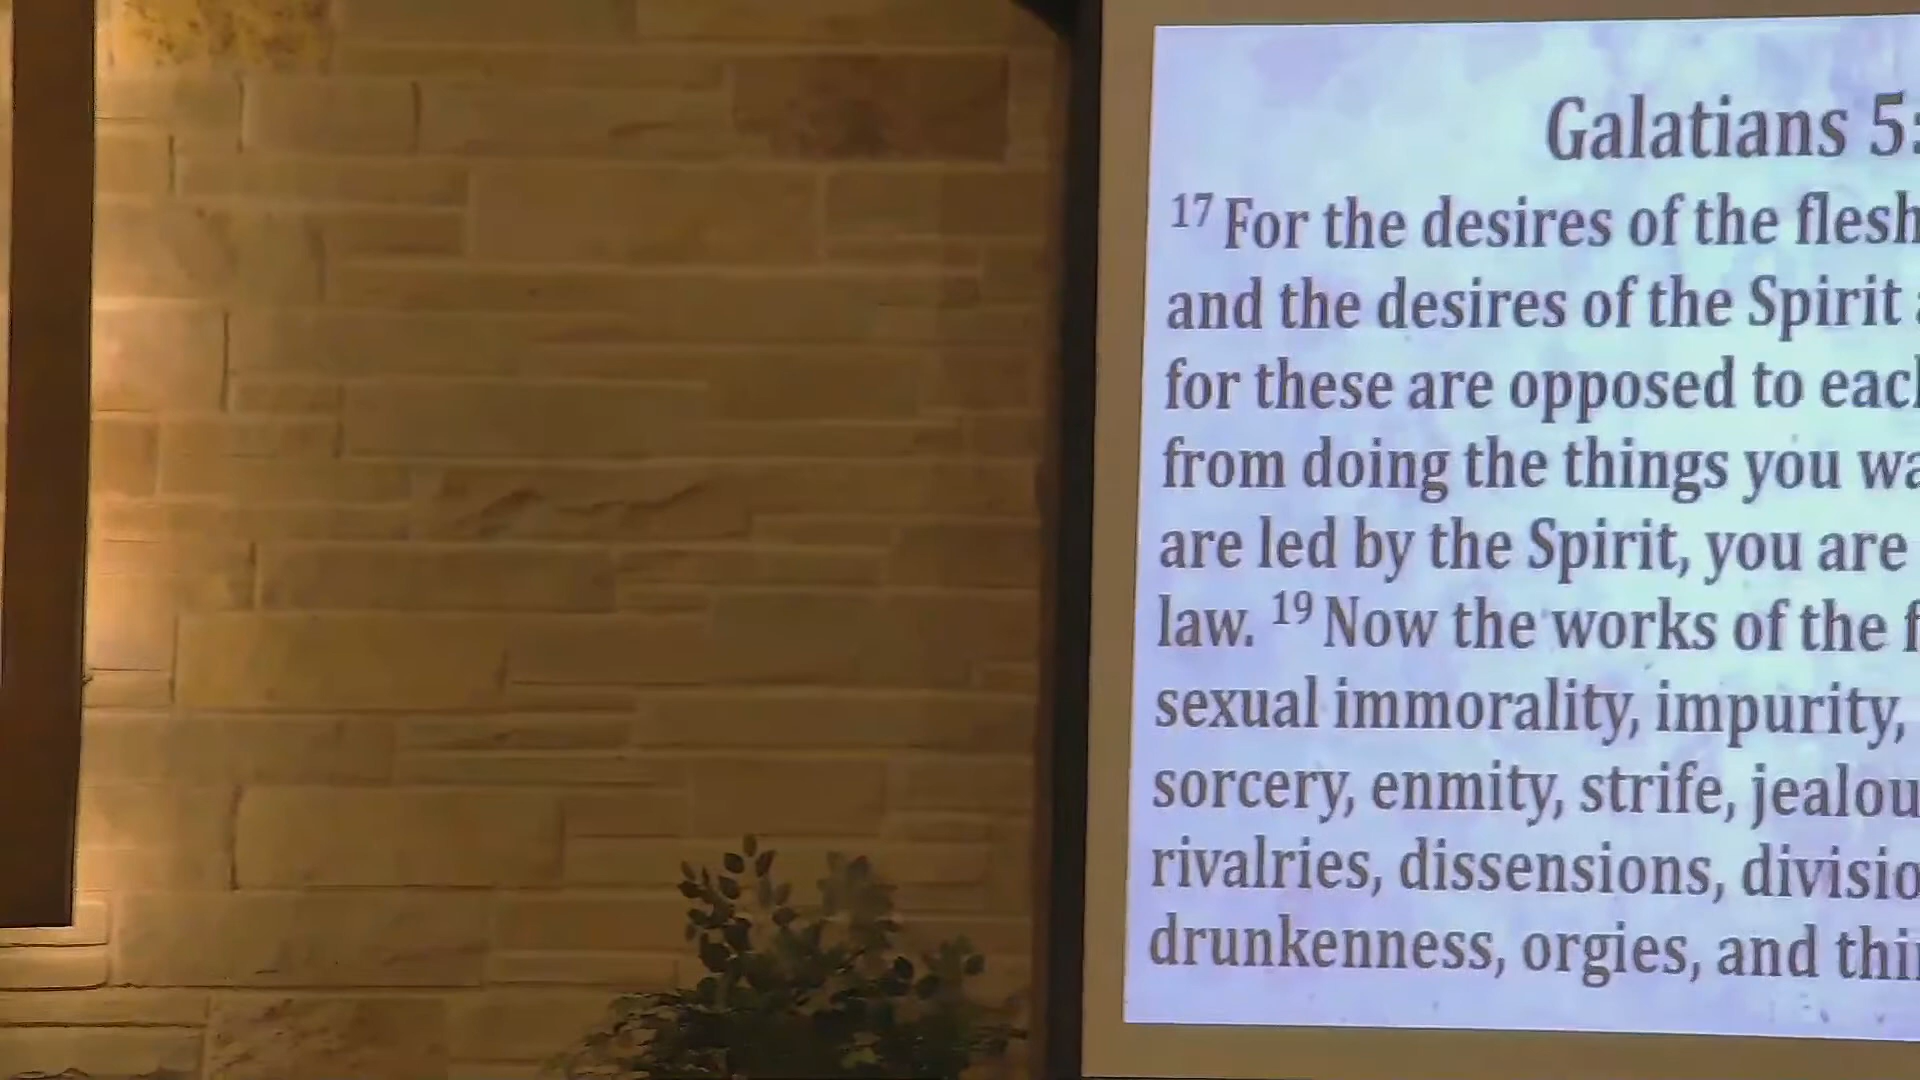 Galatians 5:
17 For the desires of the flesh
and the desires of the Spirit
for these are opposed to each
from doing the things you
are led by the Spirit, you are
law. 19 Now the works of the
sexual immorality, impurity,
sorcery, enmity, strife,
rivalries, dissensions,
drunkenness, orgies, and